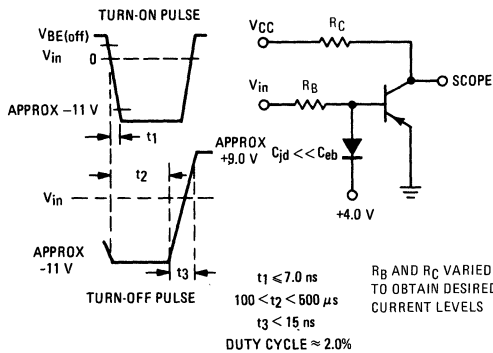 TURN-ON PULSE
VBE(off)
Vin 0
APPROX −11 V
t1
t2
APPROX
+9.0 V
Vin
APPROX
-11 V
t3
TURN-OFF PULSE
VCC
RC
SCOPE
Vin
RB
Cjd<<Ceb
+4.0 V
t1 ⩽ 7.0 ns
100 < t2 < 500 µs
t3 < 15 ns
DUTY CYCLE ≈ 2.0%
RB AND RC VARIED
TO OBTAIN DESIRED
CURRENT LEVELS